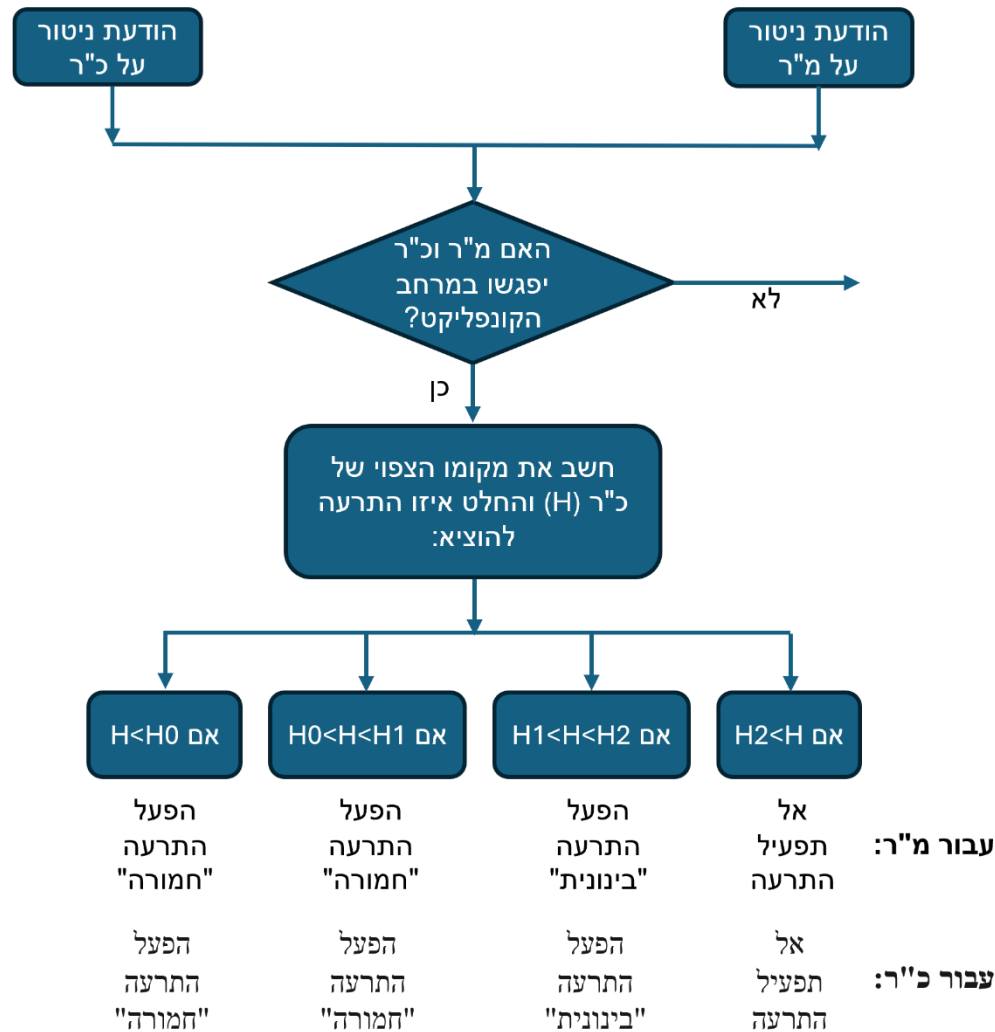 הודעת ניטור
על מ"ר
הודעת ניטור
על כ"ר
האם מ"ר וכ"ר
יפגשו במרחב
הקונפליקט?
לא
כן
חשב את מקומו הצפוי של
כ"ר (H) והחלט איזו התרעה
להוציא:
אם H2<H
אם H1<H<H2
אם H0<H<H1
אם H<H0
עבור מ"ר:
אל
תפעיל
התרעה
הפעל
התרעה
"בינונית"
הפעל
התרעה
"חמורה"
הפעל
התרעה
"חמורה"
עבור כ"ר:
אל
תפעיל
התרעה
הפעל
התרעה
"בינונית"
הפעל
התרעה
"חמורה"
הפעל
התרעה
"חמורה"